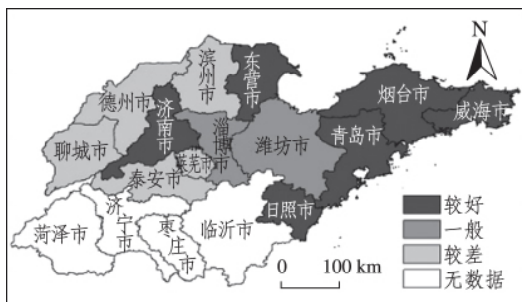 N
滨州市
东营市
烟台市
威海市
德州市
济南市
淄博市
潍坊市
青岛市
聊城市
莱芜市
泰安市
日照市
济宁市
临沂市
菏泽市
枣庄市
较好
一般
较差
无数据
0 100 km